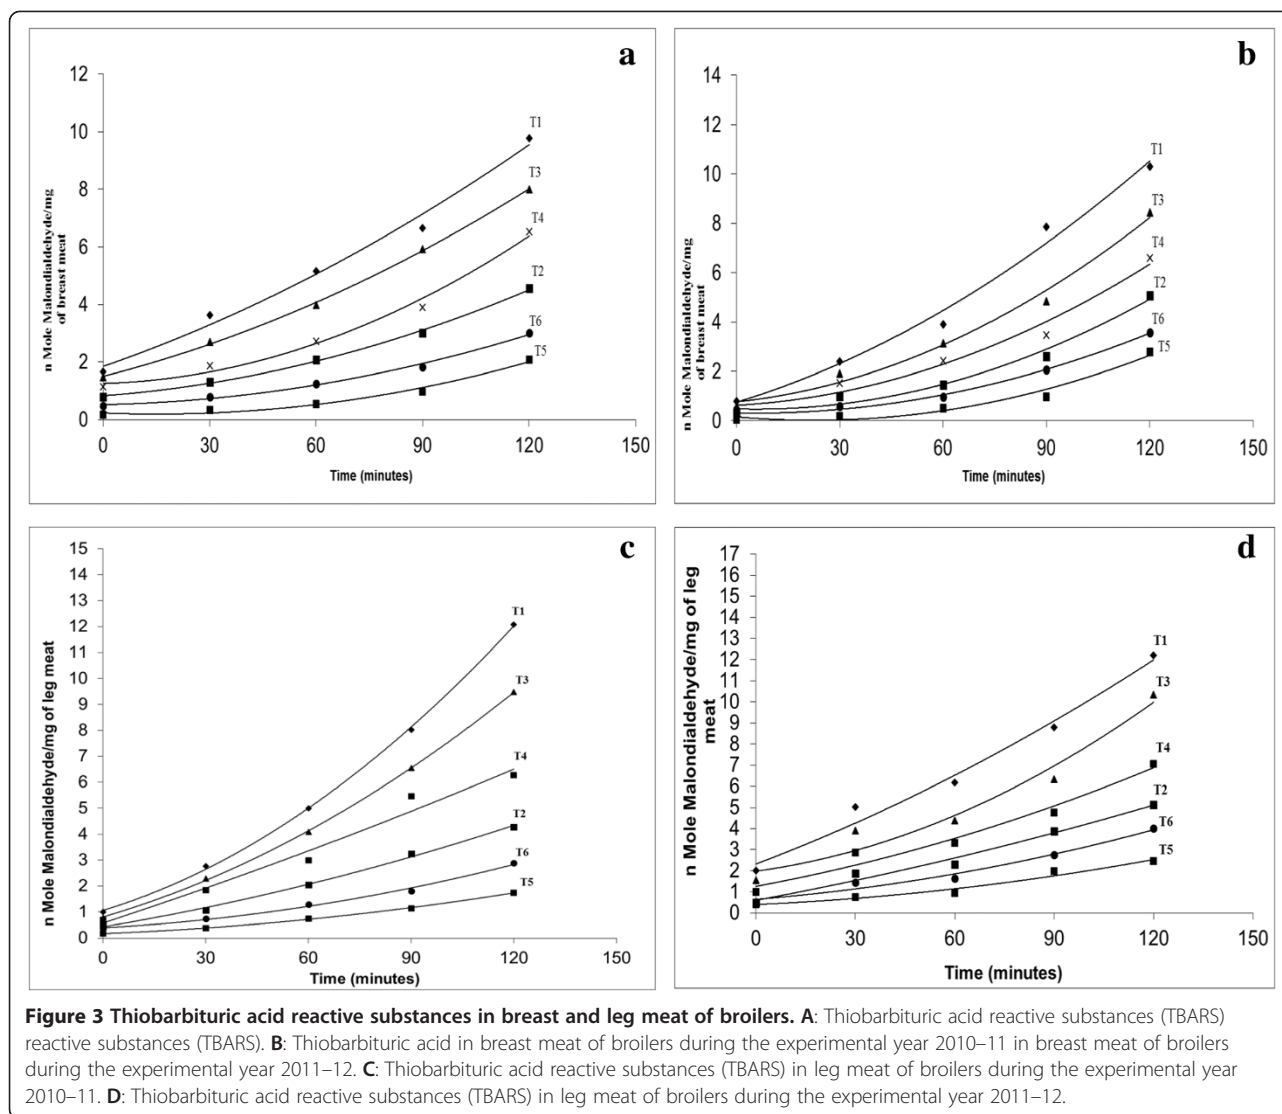 a
12
10
8
6
4
2
0
n Mole Malondialdehyde/mg
of breast meat
T1
T3
T4
T2
T6
T5
0 30 60 90 120 150
Time (minutes)
b
14
12
10
8
6
4
2
0
n Mole Malondialdehyde/mg
of breast meat
T1
T3
T4
T2
T6
T5
0 30 60 90 120 150
Time (minutes)
c
15
14
13
12
11
10
9
8
7
6
5
4
3
2
1
0
n Mole Malondialdehyde/mg of leg meat
T1
T3
T4
T2
T6
T5
0 30 60 90 120 150
Time (minutes)
d
17
16
15
14
13
12
11
10
9
8
7
6
5
4
3
2
1
0
n Mole Malondialdehyde/mg of leg
meat
T1
T3
T4
T2
T6
T5
0 30 60 90 120 150
Time (minutes)
Figure 3 Thiobarbituric acid reactive substances in breast and leg meat of broilers. A: Thiobarbituric acid reactive substances (TBARS)
reactive substances (TBARS). B: Thiobarbituric acid in breast meat of broilers during the experimental year 2010–11 in breast meat of broilers
during the experimental year 2011–12. C: Thiobarbituric acid reactive substances (TBARS) in leg meat of broilers during the experimental year
2010–11. D: Thiobarbituric acid reactive substances (TBARS) in leg meat of broilers during the experimental year 2011–12.